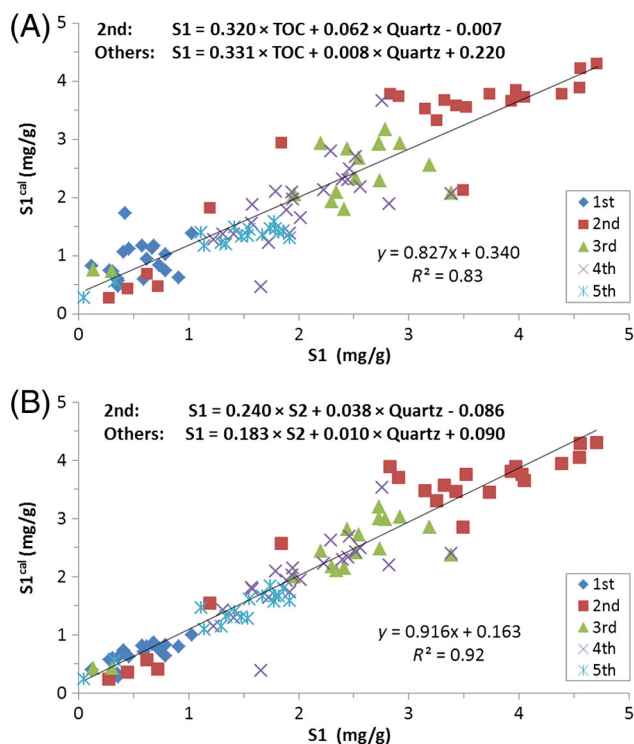 (A)
2nd: S1 = 0.320 × TOC + 0.062 × Quartz - 0.007
Others: S1 = 0.331 × TOC + 0.008 × Quartz + 0.220
5
4
3
2
1
0
S1ᶜᵃˡ (mg/g)
1st
2nd
3rd
4th
5th
y = 0.827x + 0.340
R² = 0.83
0 1 2 3 4 5
S1 (mg/g)
(B)
2nd: S1 = 0.240 × S2 + 0.038 × Quartz - 0.086
Others: S1 = 0.183 × S2 + 0.010 × Quartz + 0.090
5
4
3
2
1
0
S1ᶜᵃˡ (mg/g)
1st
2nd
3rd
4th
5th
y = 0.916x + 0.163
R² = 0.92
0 1 2 3 4 5
S1 (mg/g)